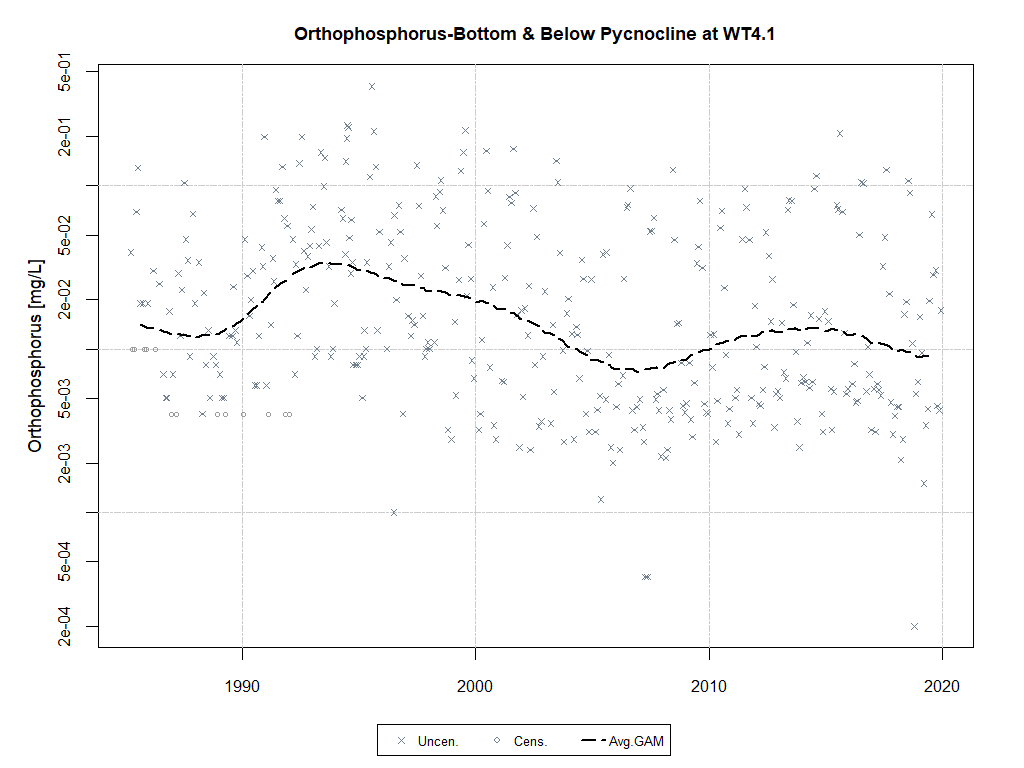 Orthophosphorus-Bottom & Below Pycnocline at WT4.1
Orthophosphorus [mg/L]
5e-01
2e-01
5e-02
2e-02
5e-03
2e-03
5e-04
2e-04
1990 2000 2010 2020
Uncen. Cens. Avg.GAM